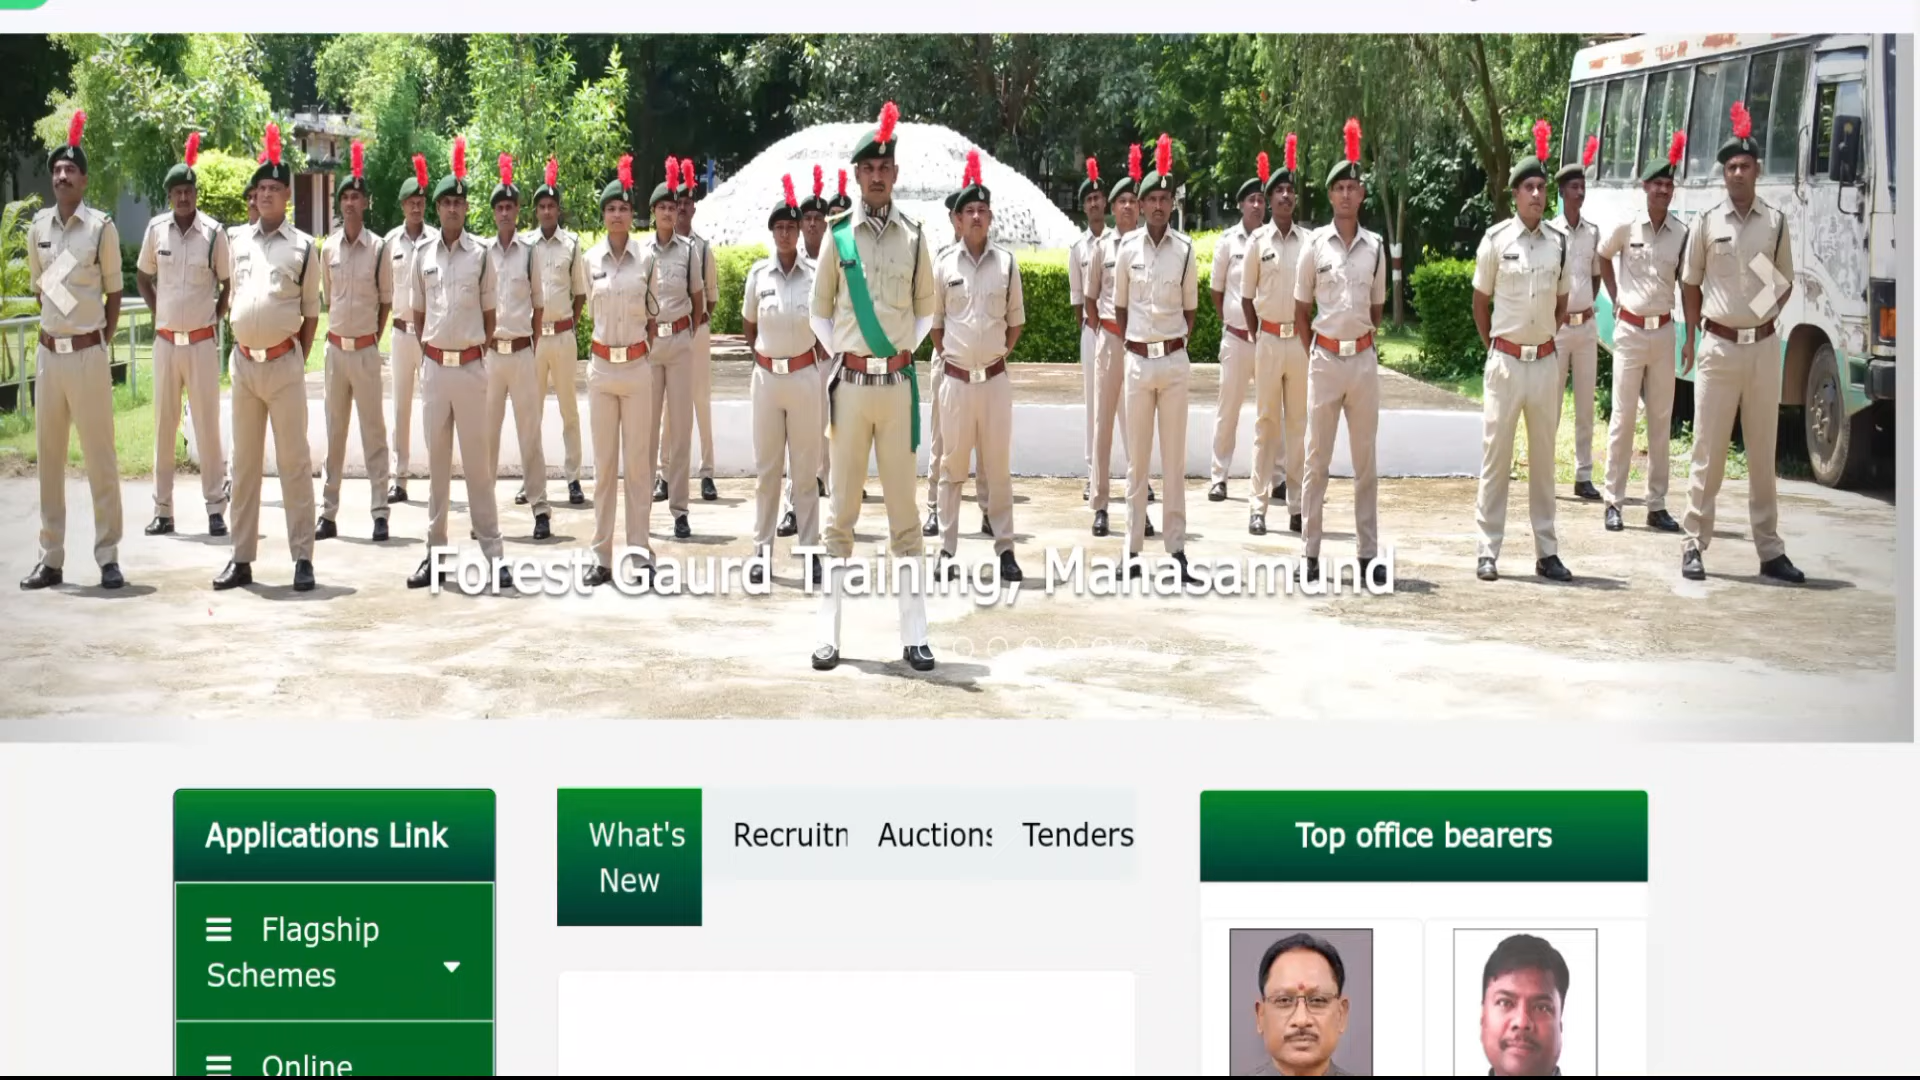 Forest Gaurd Training, Mahasamund
Applications Link
Flagship
Schemes
Online
What's
New
Recruitn
Auctions
Tenders
Top office bearers